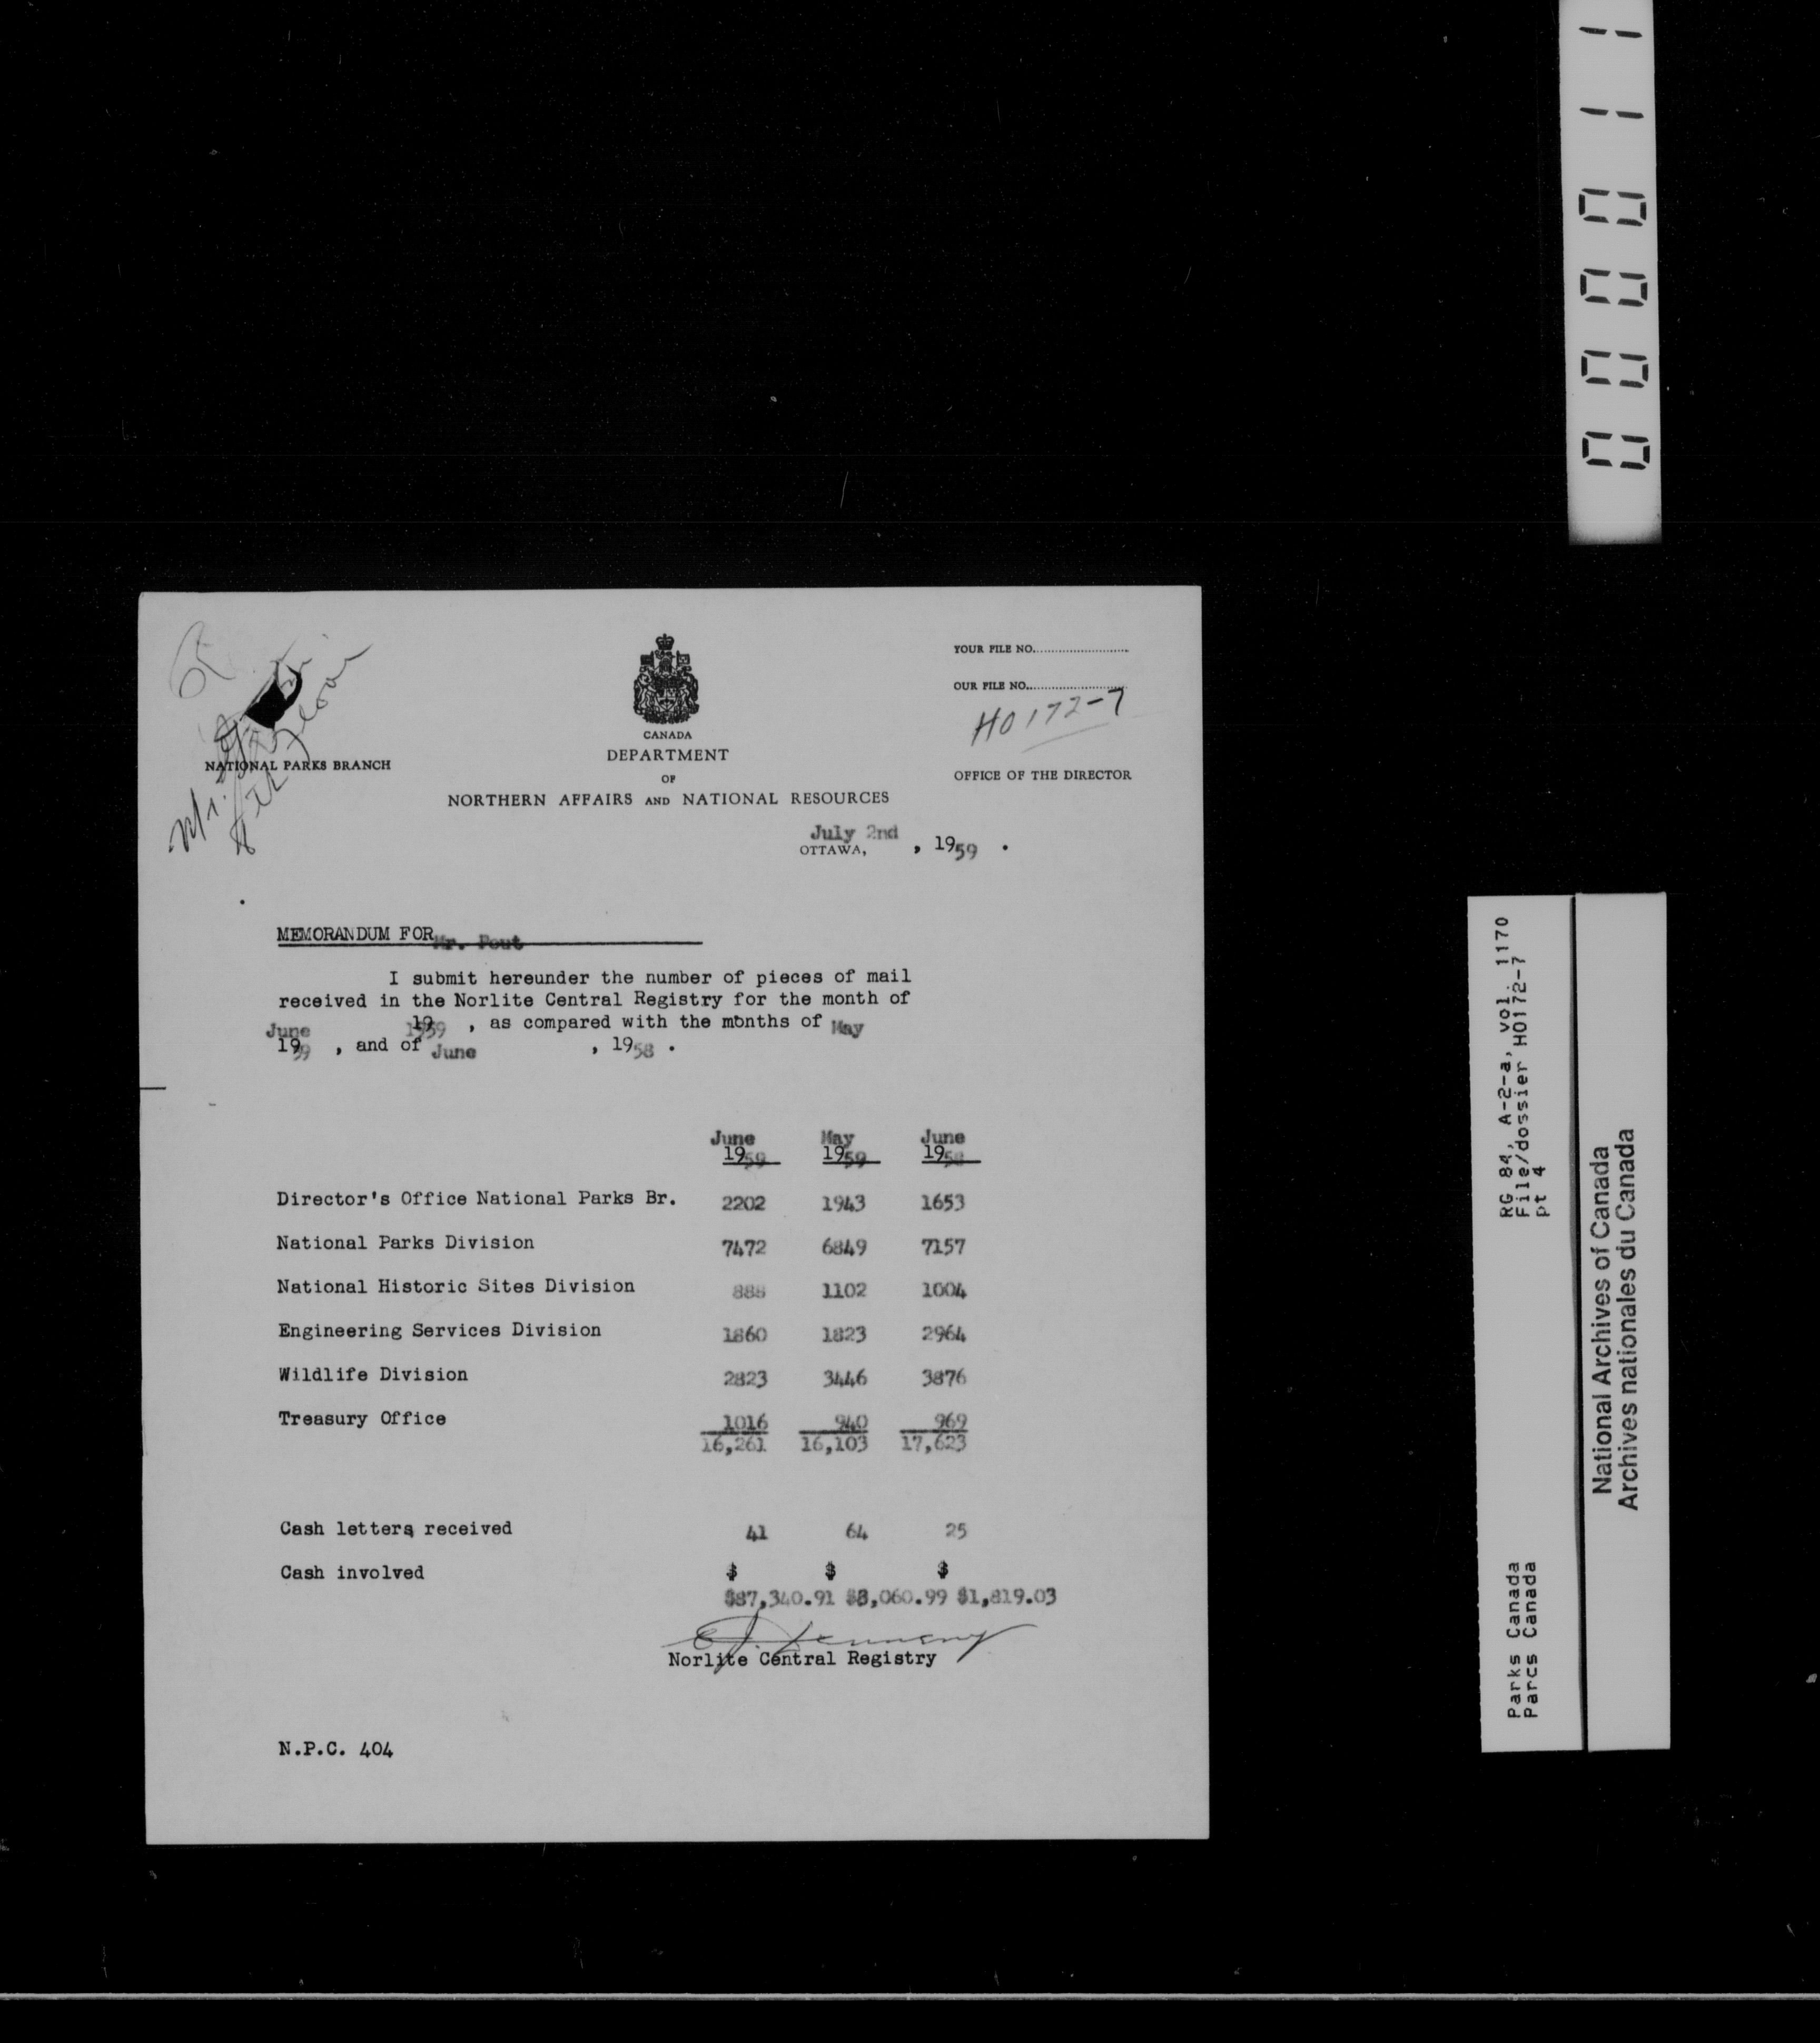 000011
YOUR FILE NO.
OUR FILE NO.
HO172-7
CANADA
NATIONAL PARKS BRANCH
DEPARTMENT
OF
NORTHERN AFFAIRS AND NATIONAL RESOURCES
OFFICE OF THE DIRECTOR
July 2nd
OTTAWA, , 1959 .
MEMORANDUM FOR Mr. Pout
I submit hereunder the number of pieces of mail
received in the Norlite Central Registry for the month of
June 1959 , as compared with the months of May
1959 , and of June , 1958 .
June May June
1959 1959 1958
Director's Office National Parks Br. 2202 1943 1653
National Parks Division 7472 6849 7157
National Historic Sites Division 888 1102 1004
Engineering Services Division 1860 1823 2964
Wildlife Division 2823 3446 3876
Treasury Office 1016 940 969
16,261 16,103 17,623
Cash letters received 41 64 25
Cash involved $ $ $
$87,340.91 $8,060.99 $1,819.03
Norlite Central Registry
N.P.C. 404
RG 84, A-2-a, vol. 1170
File/dossier HO172-7
pt 4
Parks Canada
Parcs Canada
National Archives of Canada
Archives nationales du Canada